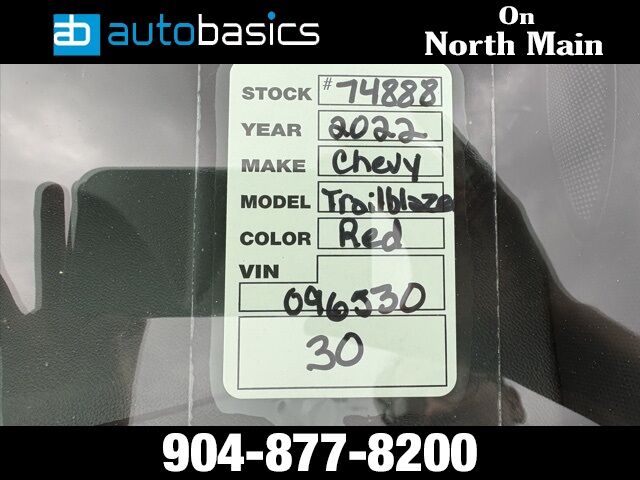 ab autobasics
On
North Main
STOCK # 74888
YEAR 2022
MAKE Chevy
MODEL Trailblaze
COLOR Red
VIN
096530
30
904-877-8200